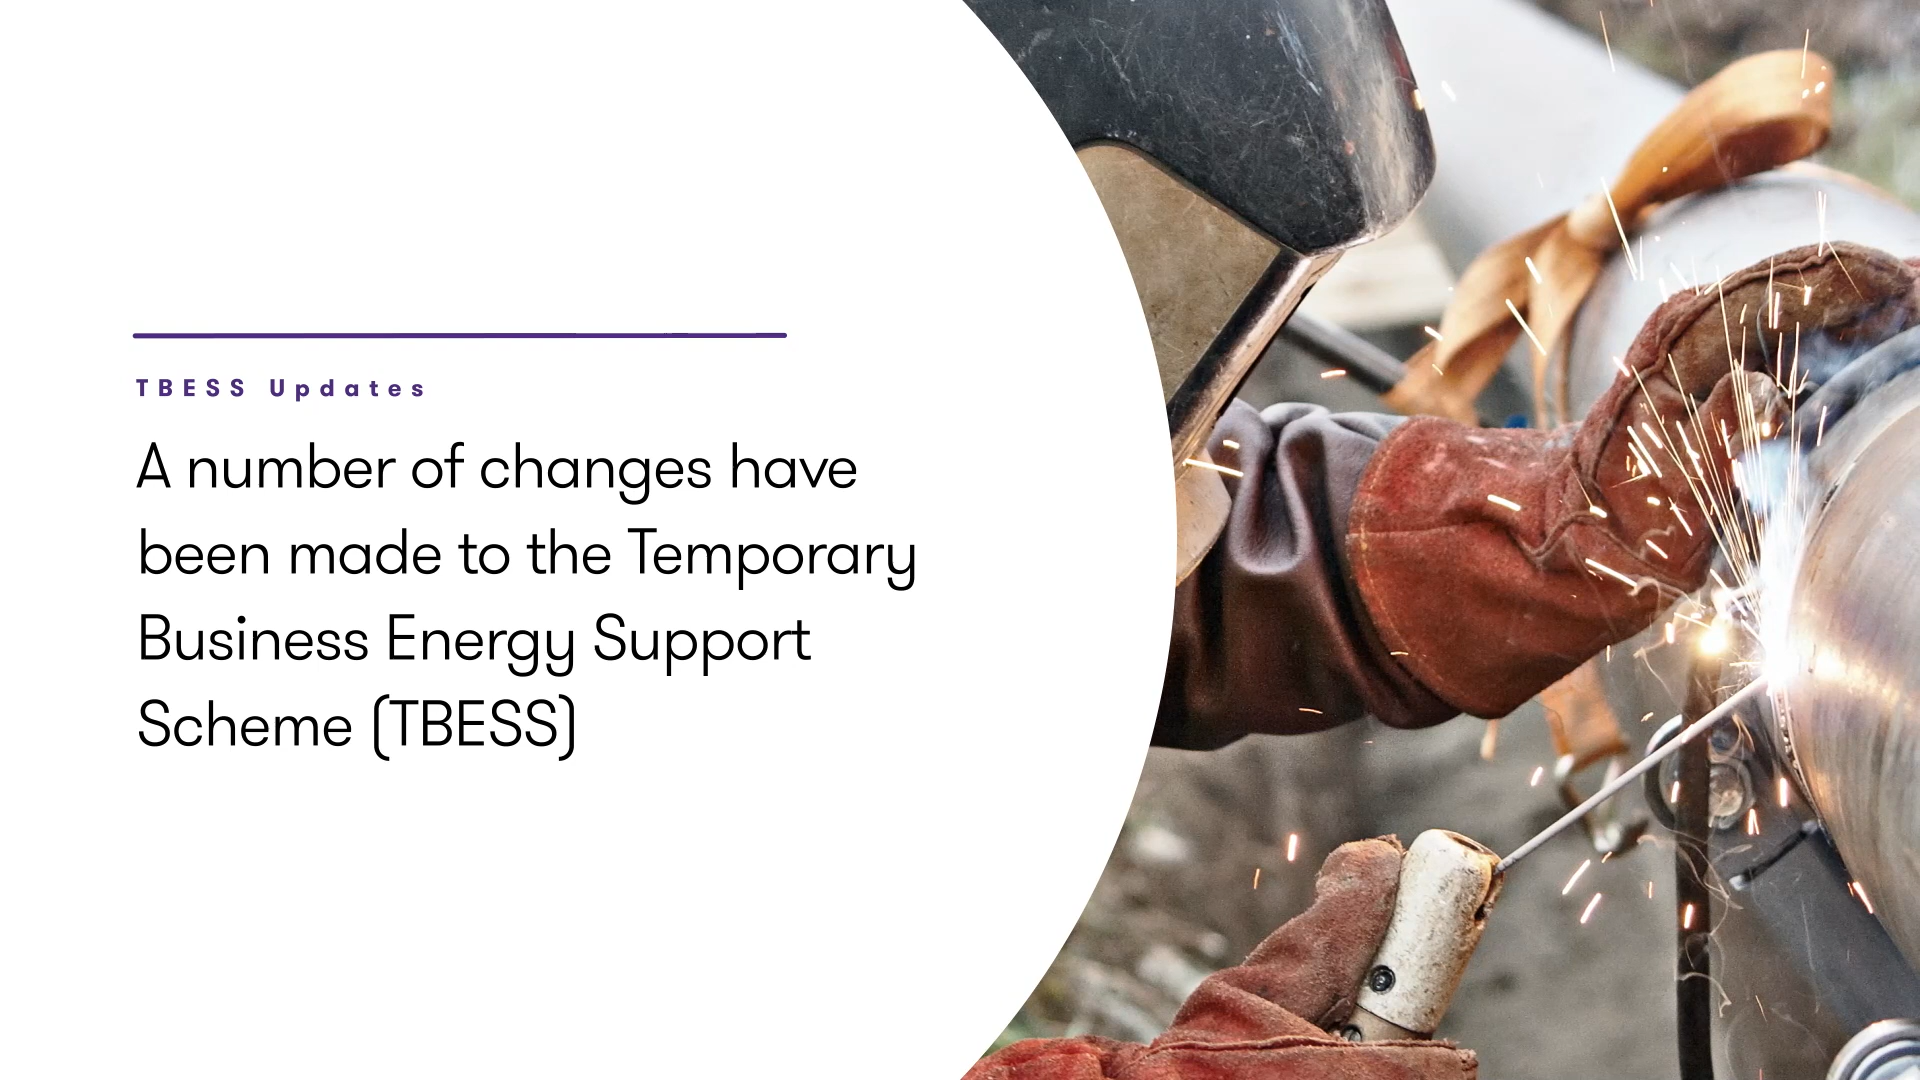 TBESS Updates
A number of changes have
been made to the Temporary
Business Energy Support
Scheme (TBESS)